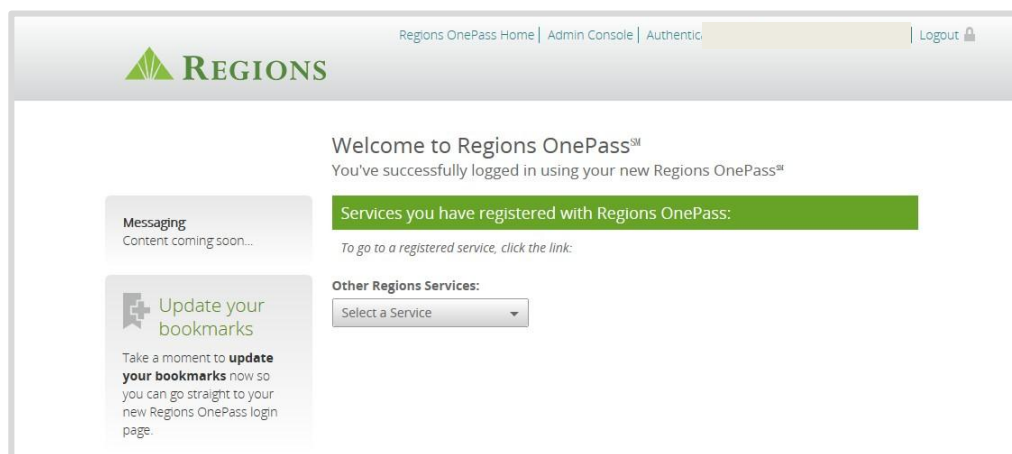 Regions OnePass Home | Admin Console | Logout
REGIONS
Welcome to Regions OnePass℠
You've successfully logged in using your new Regions OnePass℠
Messaging
Content coming soon...
Update your
bookmarks
Take a moment to update
your bookmarks now so
you can go straight to your
new Regions OnePass login
page.
Services you have registered with Regions OnePass:
To go to a registered service, click the link:
Other Regions Services:
Select a Service